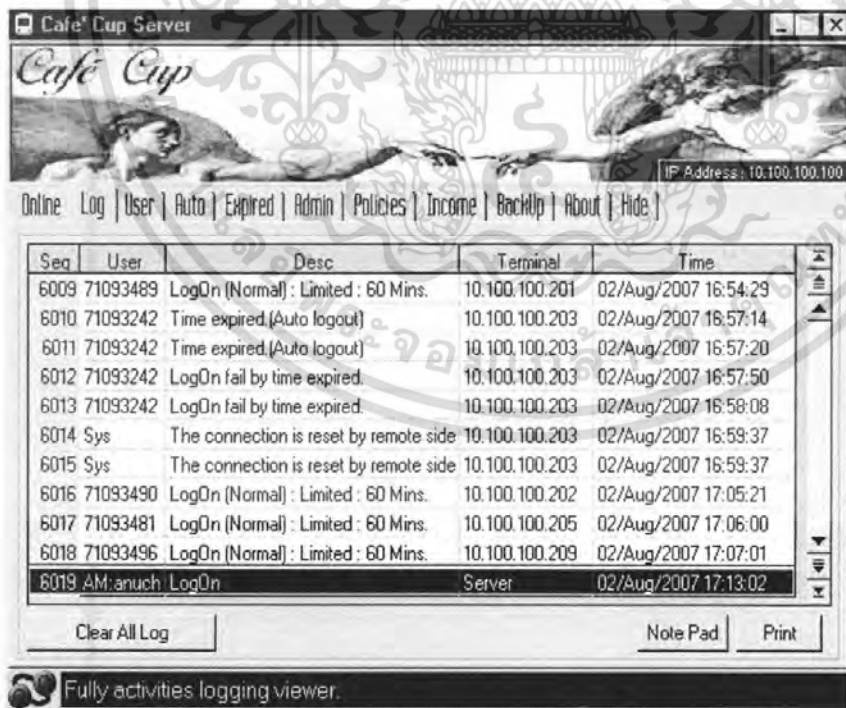 Cafe' Cup Server
Café Cup
IP Address : 10.100.100.100
Online Log | User | Auto | Expired | Admin | Policies | Income | BackUp | About | Hide |
Seq User Desc Terminal Time
6009 71093489 LogOn (Normal) : Limited : 60 Mins. 10.100.100.201 02/Aug/2007 16:54:29
6010 71093242 Time expired.(Auto logout) 10.100.100.203 02/Aug/2007 16:57:14
6011 71093242 Time expired.(Auto logout) 10.100.100.203 02/Aug/2007 16:57:20
6012 71093242 LogOn fail by time expired. 10.100.100.203 02/Aug/2007 16:57:50
6013 71093242 LogOn fail by time expired. 10.100.100.203 02/Aug/2007 16:58:08
6014 Sys The connection is reset by remote side 10.100.100.203 02/Aug/2007 16:59:37
6015 Sys The connection is reset by remote side 10.100.100.203 02/Aug/2007 16:59:37
6016 71093490 LogOn (Normal) : Limited : 60 Mins. 10.100.100.202 02/Aug/2007 17:05:21
6017 71093481 LogOn (Normal) : Limited : 60 Mins. 10.100.100.205 02/Aug/2007 17:06:00
6018 71093496 LogOn (Normal) : Limited : 60 Mins. 10.100.100.209 02/Aug/2007 17:07:01
6019 AM:anuch LogOn Server 02/Aug/2007 17:13:02
Clear All Log Note Pad Print
Fully activities logging viewer.